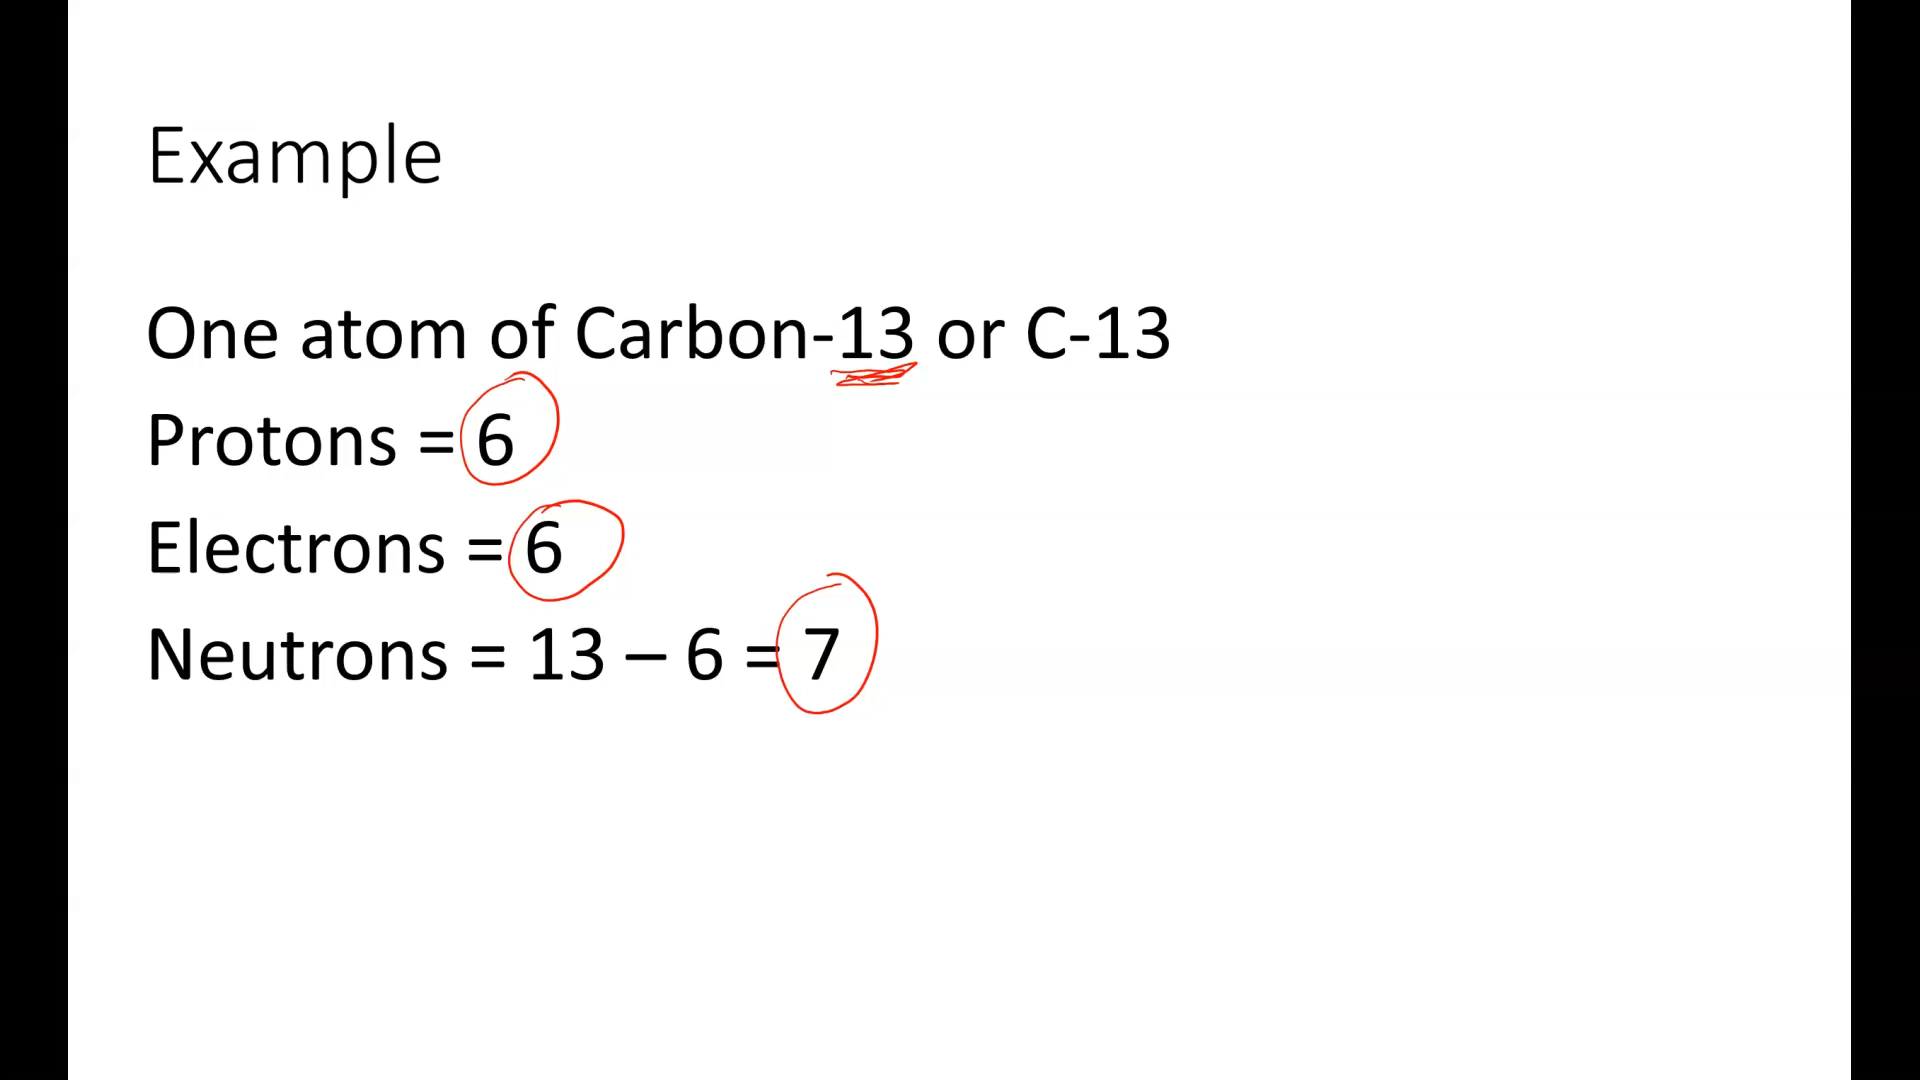 Example
One atom of Carbon-13 or C-13
Protons = 6
Electrons = 6
Neutrons = 13 – 6 = 7